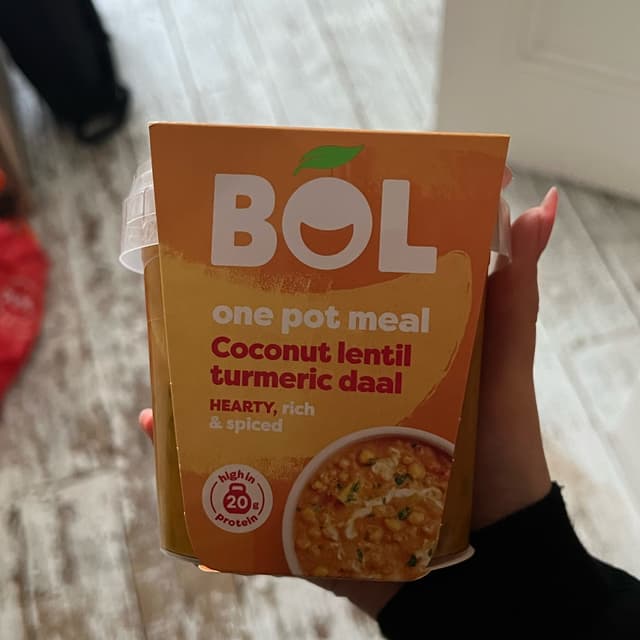 BOL
one pot meal
Coconut lentil
turmeric daal
HEARTY, rich
& spiced
high in
20g
protein